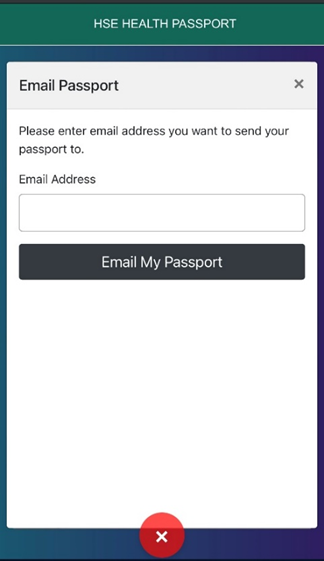 HSE HEALTH PASSPORT
Email Passport
Please enter email address you want to send your
passport to.
Email Address
Email My Passport